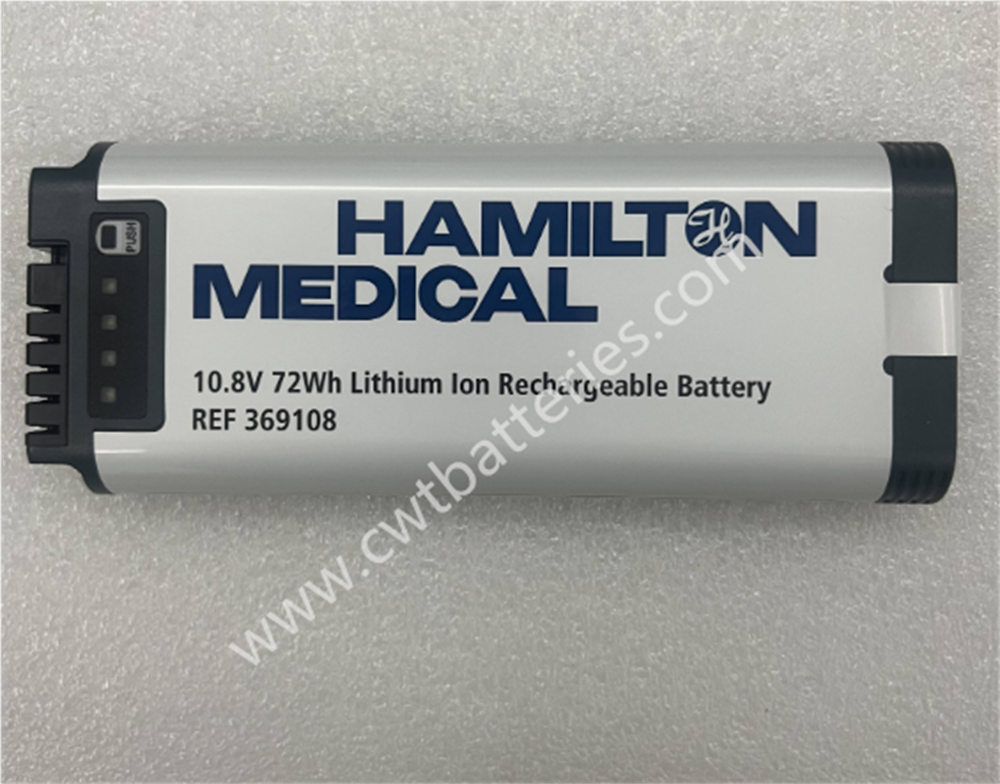 PUSH
HAMILTON
MEDICAL
10.8V 72Wh Lithium Ion Rechargeable Battery
REF 369108
www.cwtbatteries.com